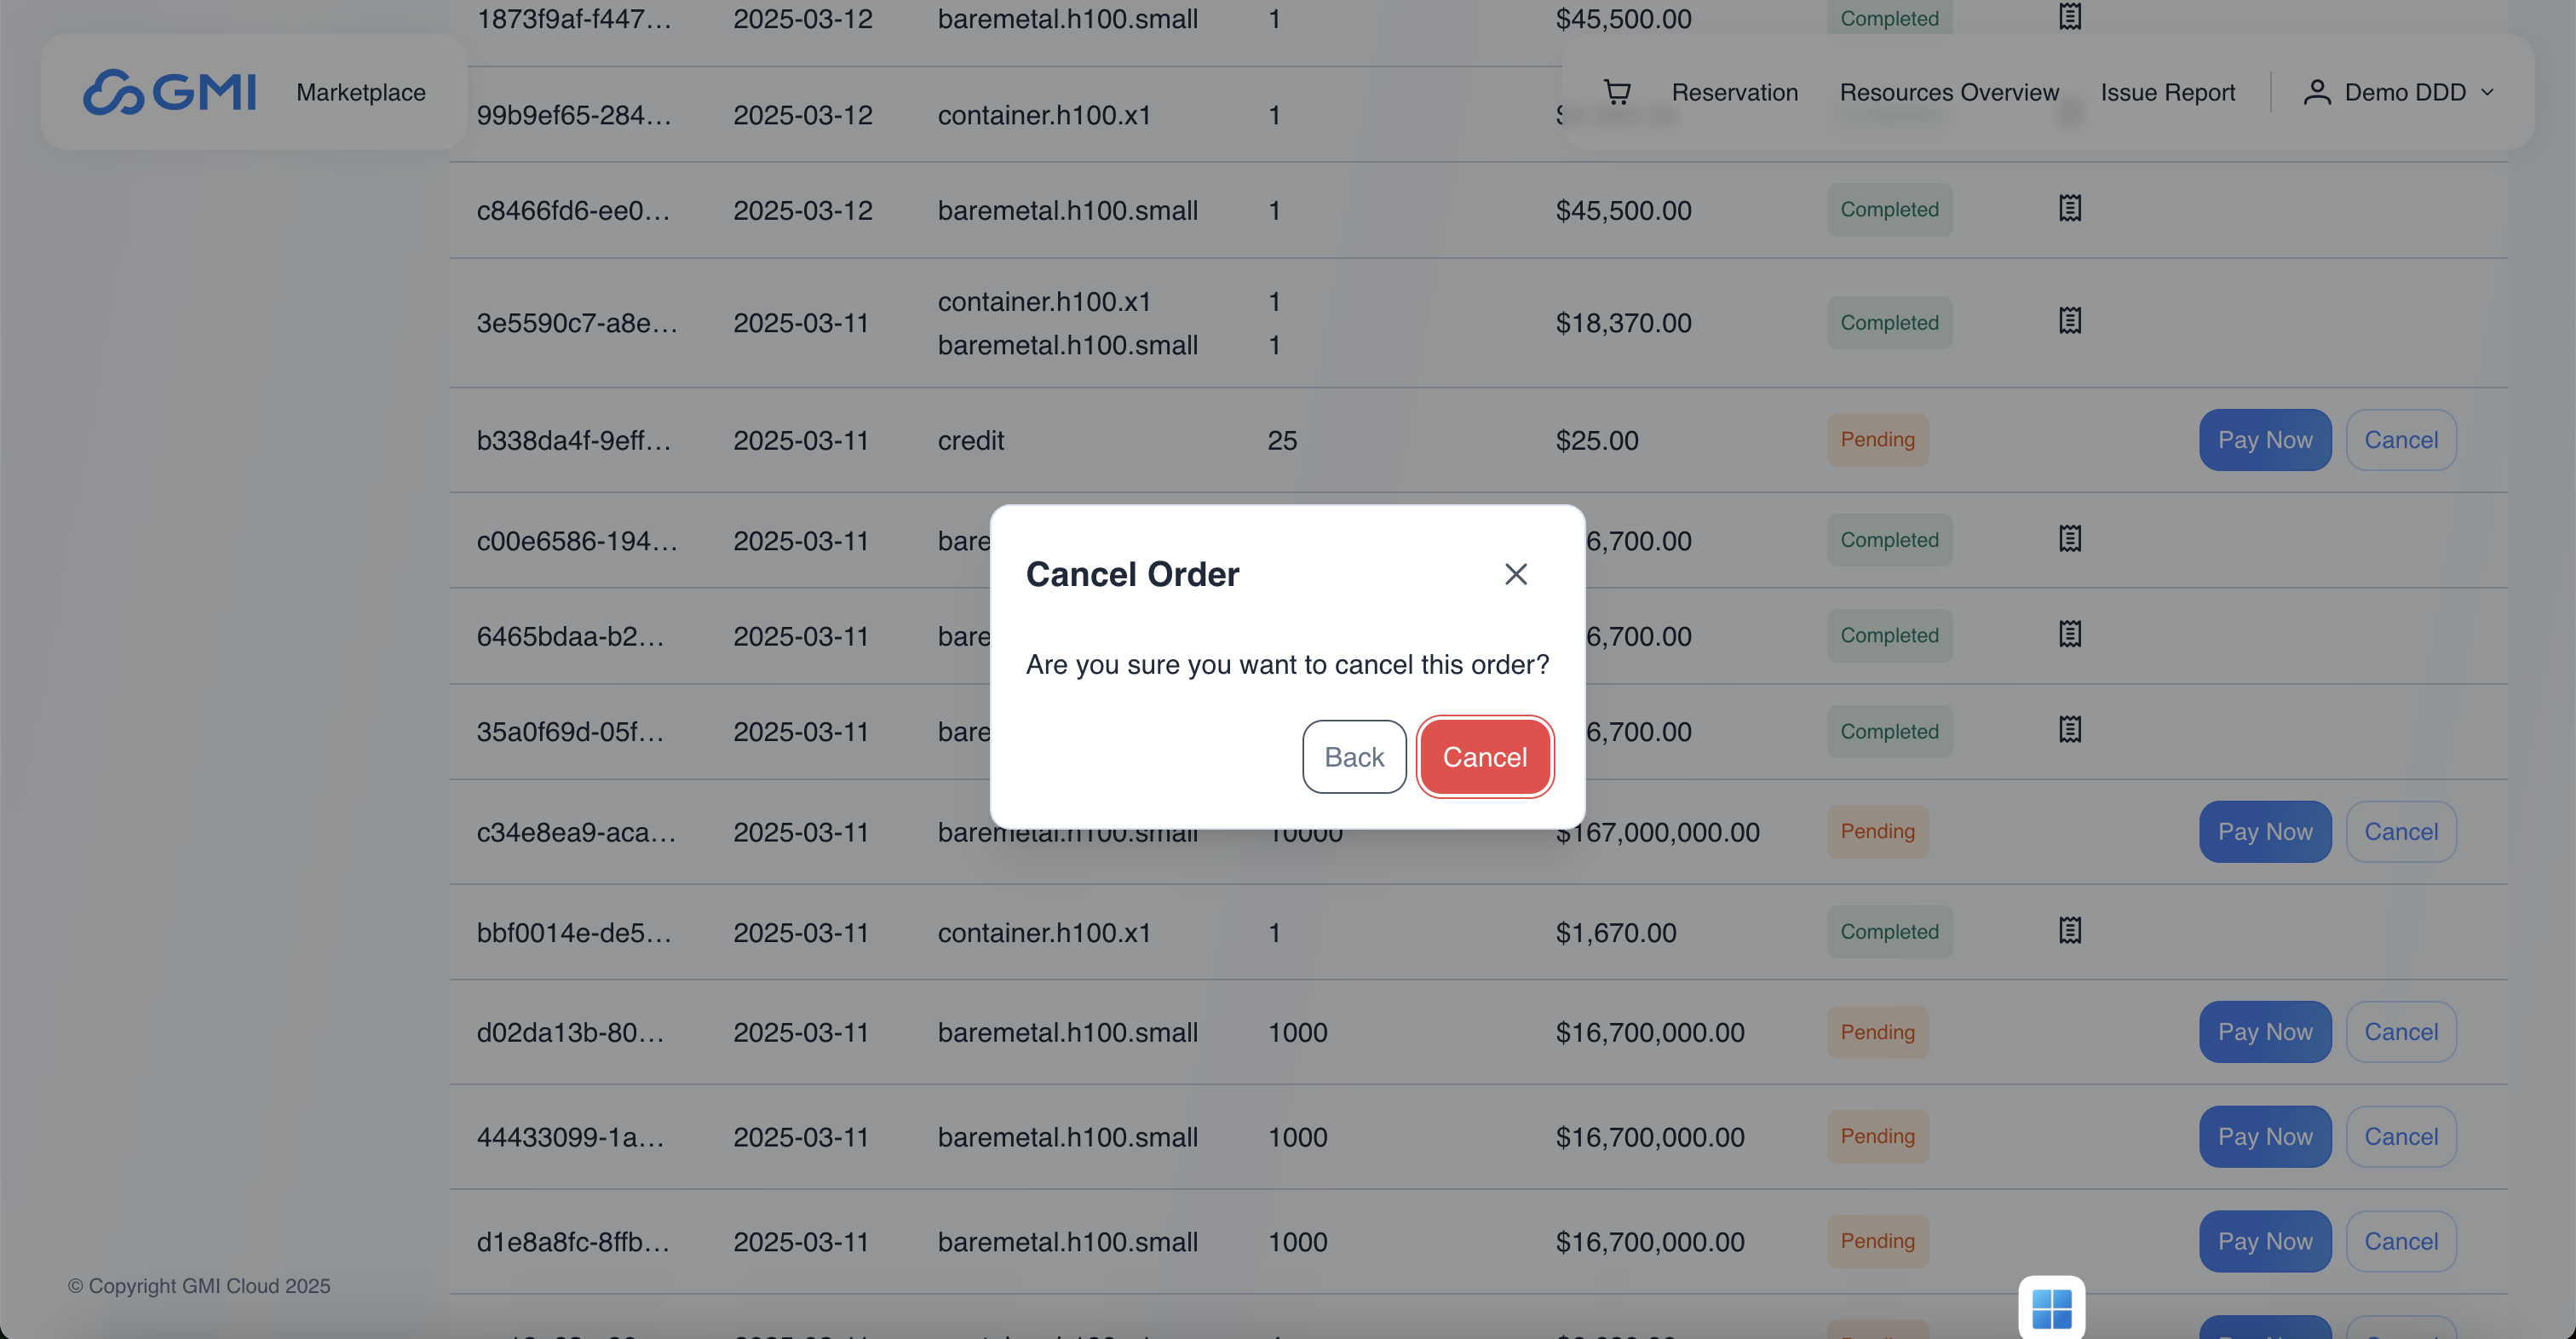 1873f9af-f447... 2025-03-12 baremetal.h100.small 1 $45,500.00 Completed
GMI Marketplace Reservation Resources Overview Issue Report Demo DDD
99b9ef65-284... 2025-03-12 container.h100.x1 1
c8466fd6-ee0... 2025-03-12 baremetal.h100.small 1 $45,500.00 Completed
3e5590c7-a8e... 2025-03-11 container.h100.x1 1 $18,370.00 Completed
baremetal.h100.small 1
b338da4f-9eff... 2025-03-11 credit 25 $25.00 Pending Pay Now Cancel
c00e6586-194... 2025-03-11 bare 6,700.00 Completed
Cancel Order
6465bdaa-b2... 2025-03-11 bare 6,700.00 Completed
Are you sure you want to cancel this order?
35a0f69d-05f... 2025-03-11 bare 6,700.00 Completed
Back Cancel
c34e8ea9-aca... 2025-03-11 baremetal.h100.small 10000 $167,000,000.00 Pending Pay Now Cancel
bbf0014e-de5... 2025-03-11 container.h100.x1 1 $1,670.00 Completed
d02da13b-80... 2025-03-11 baremetal.h100.small 1000 $16,700,000.00 Pending Pay Now Cancel
44433099-1a... 2025-03-11 baremetal.h100.small 1000 $16,700,000.00 Pending Pay Now Cancel
d1e8a8fc-8ffb... 2025-03-11 baremetal.h100.small 1000 $16,700,000.00 Pending Pay Now Cancel
© Copyright GMI Cloud 2025